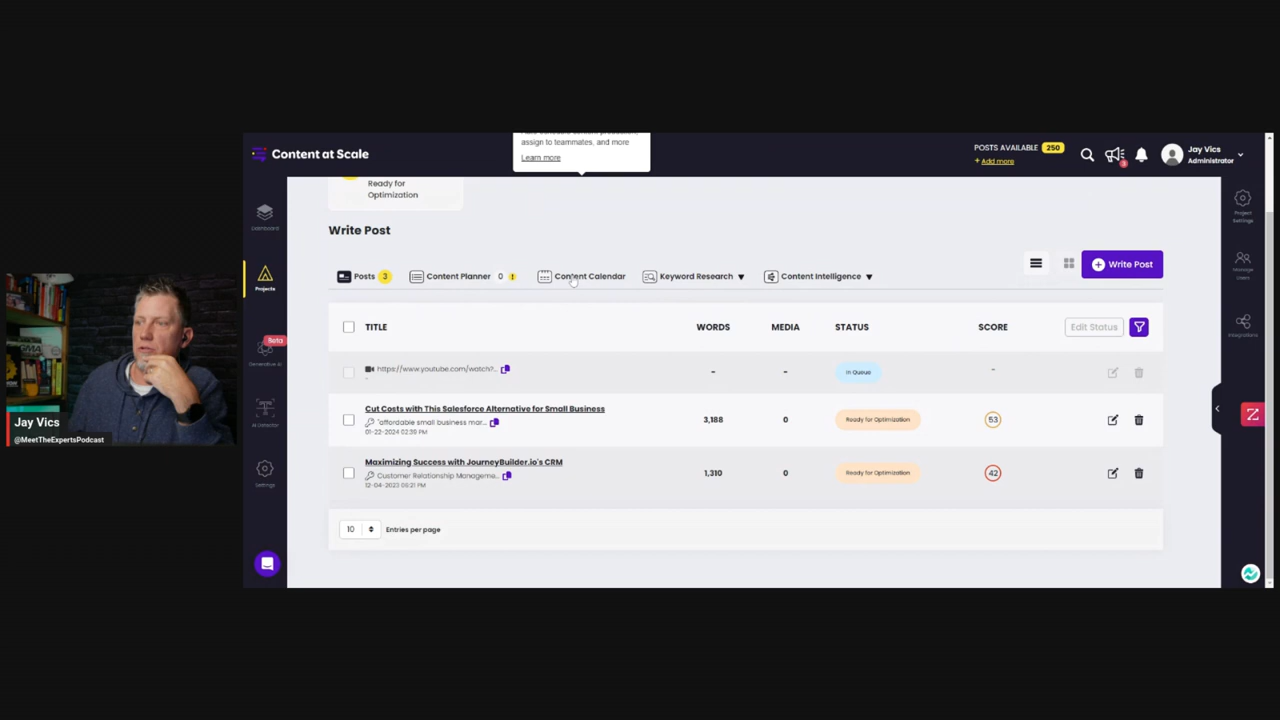 assign to teammates, and more
Learn more
Content at Scale
POSTS AVAILABLE 250
+ Add more
3
Jay Vics
Administrator
Ready for
Optimization
Dashboard
Project
Settings
Write Post
Posts 3
Content Planner 0 !
Content Calendar
Keyword Research
Content Intelligence
Write Post
Projects
Manage
Users
TITLE
WORDS
MEDIA
STATUS
SCORE
Edit Status
Beta
Generative AI
Integrations
https://www.youtube.com/watch?...
-
-
-
In Queue
-
Cut Costs with This Salesforce Alternative for Small Business
"affordable small business mar...
01-22-2024 02:39 PM
3,188
0
Ready for Optimization
53
AI Detector
Maximizing Success with JourneyBuilder.io's CRM
Customer Relationship Manageme...
12-04-2023 05:21 PM
1,310
0
Ready for Optimization
42
Settings
10 Entries per page
Jay Vics
@MeetTheExpertsPodcast